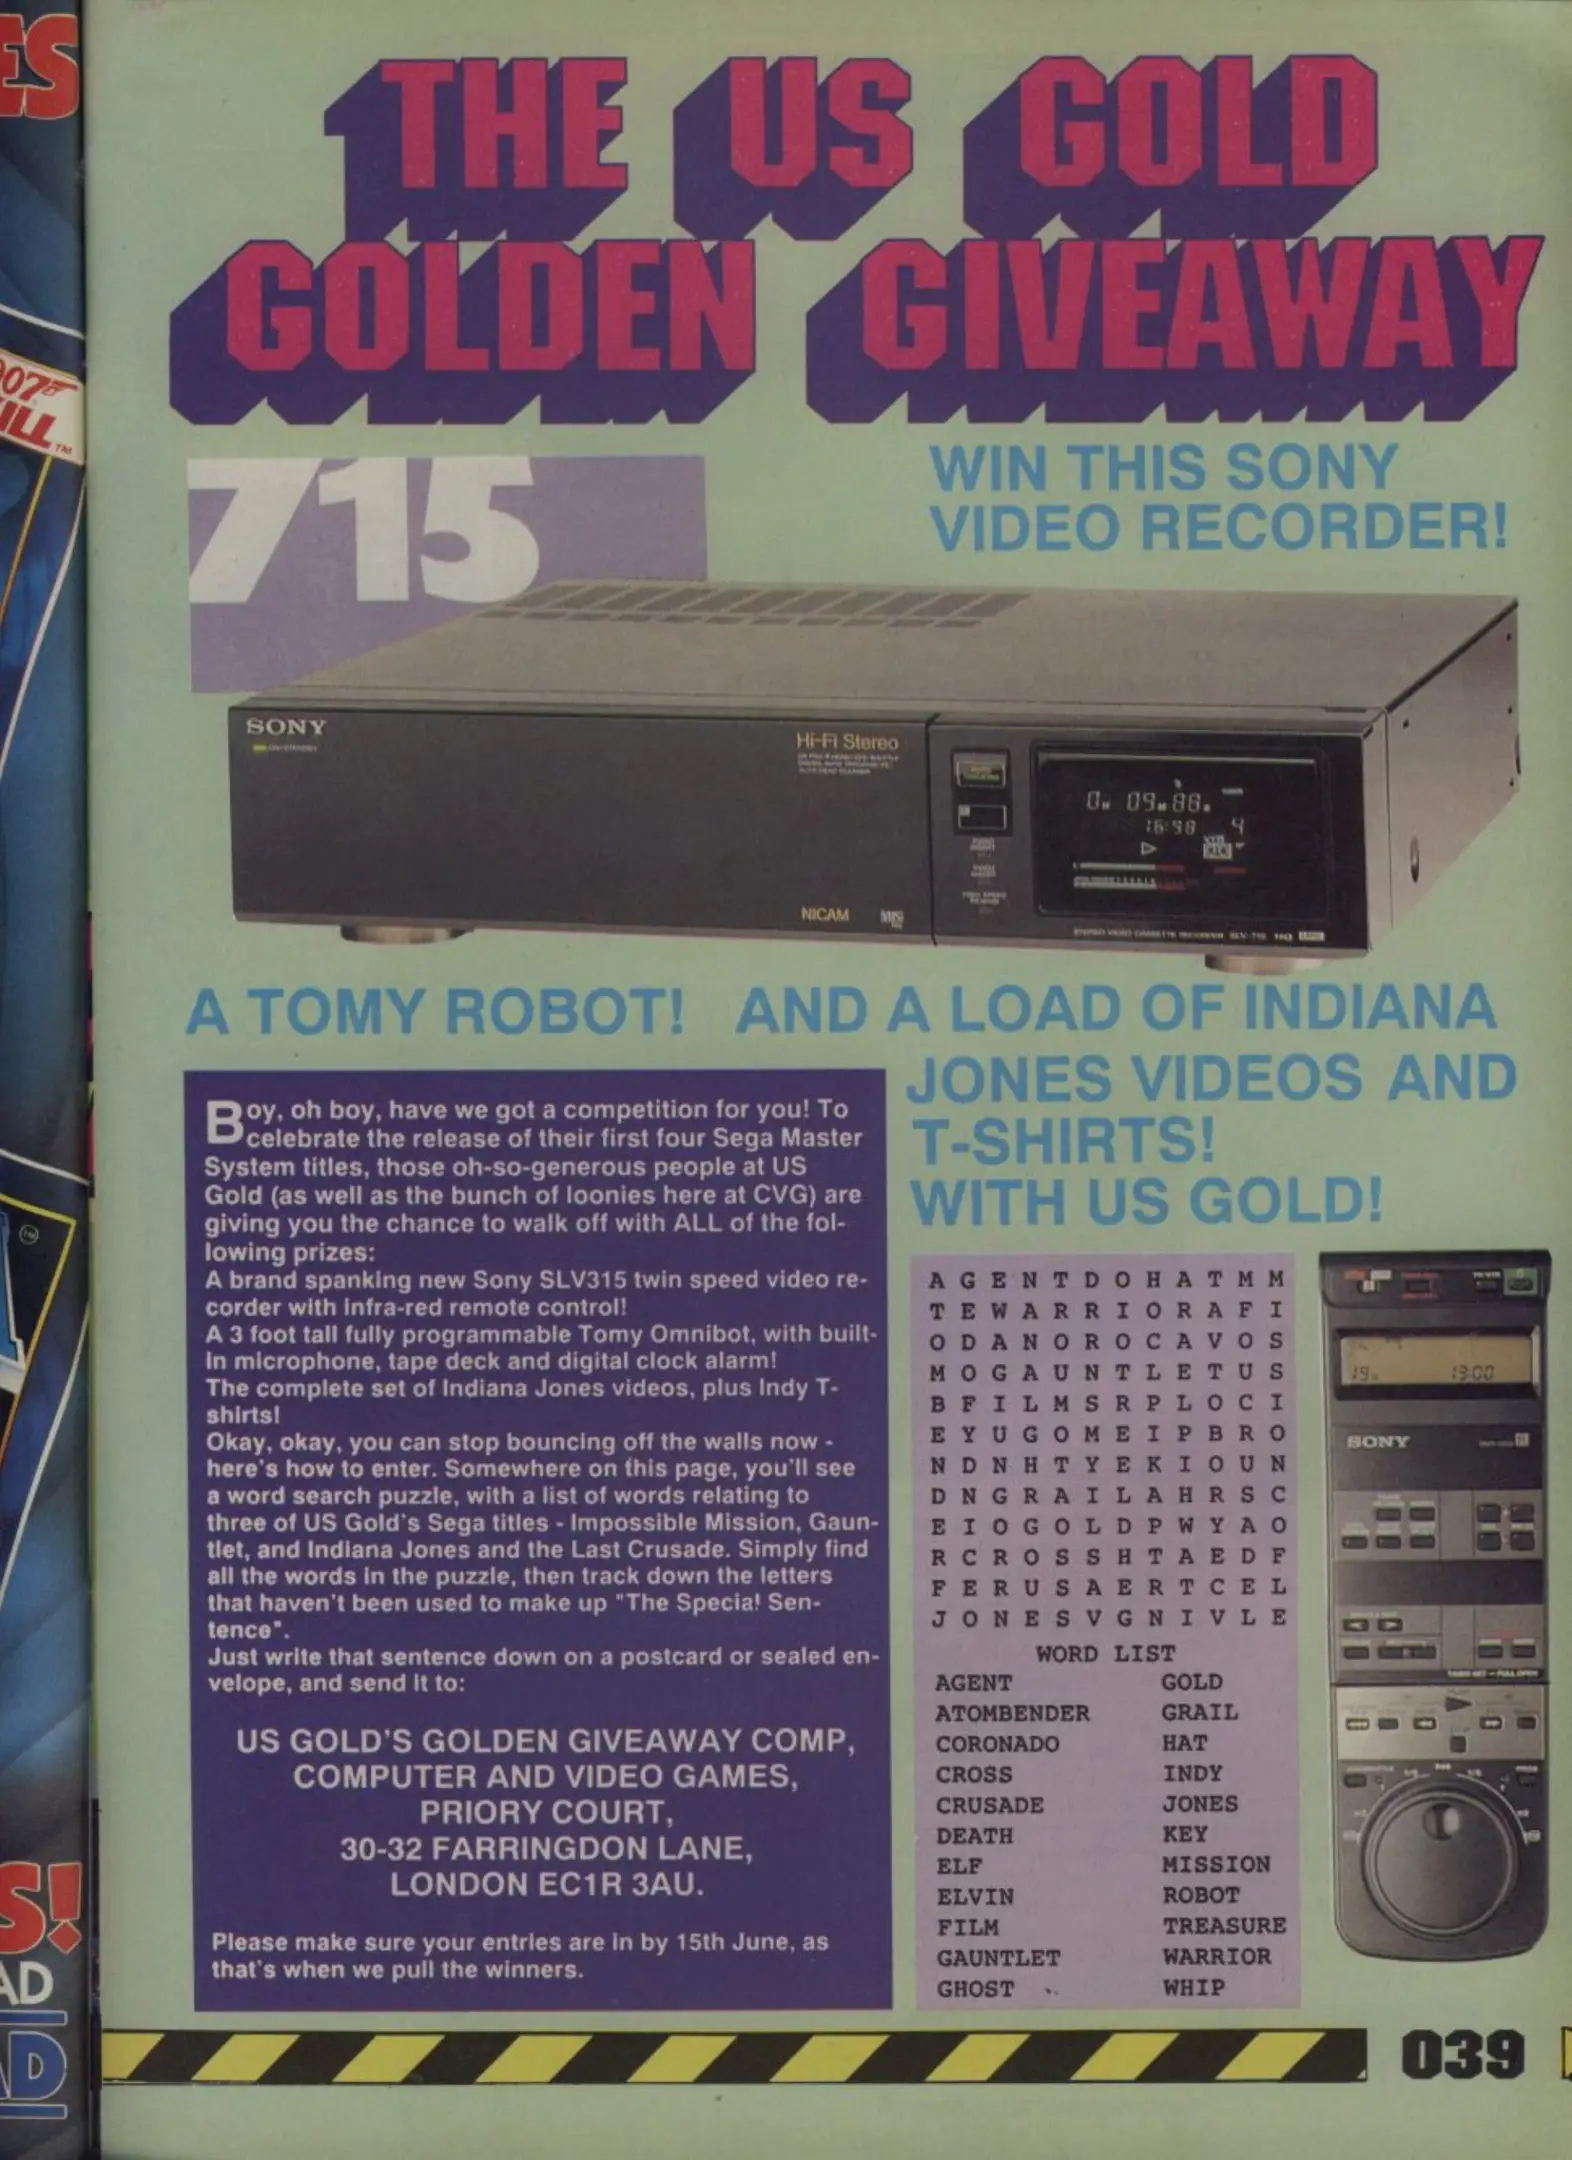 ES
007
ILL TM
TM
S!
AD
AD
THE US GOLD
GOLDEN GIVEAWAY
715
WIN THIS SONY
VIDEO RECORDER!
SONY
Hi-Fi Stereo
NICAM
VHS
A TOMY ROBOT! AND A LOAD OF INDIANA
JONES VIDEOS AND
T-SHIRTS!
WITH US GOLD!
Boy, oh boy, have we got a competition for you! To
celebrate the release of their first four Sega Master
System titles, those oh-so-generous people at US
Gold (as well as the bunch of loonies here at CVG) are
giving you the chance to walk off with ALL of the fol-
lowing prizes:
A brand spanking new Sony SLV315 twin speed video re-
corder with infra-red remote control!
A 3 foot tall fully programmable Tomy Omnibot, with built-
in microphone, tape deck and digital clock alarm!
The complete set of Indiana Jones videos, plus Indy T-
shirts!
Okay, okay, you can stop bouncing off the walls now -
here's how to enter. Somewhere on this page, you'll see
a word search puzzle, with a list of words relating to
three of US Gold's Sega titles - Impossible Mission, Gaun-
tlet, and Indiana Jones and the Last Crusade. Simply find
all the words in the puzzle, then track down the letters
that haven't been used to make up "The Special Sen-
tence".
Just write that sentence down on a postcard or sealed en-
velope, and send it to:
US GOLD'S GOLDEN GIVEAWAY COMP,
COMPUTER AND VIDEO GAMES,
PRIORY COURT,
30-32 FARRINGDON LANE,
LONDON EC1R 3AU.
Please make sure your entries are in by 15th June, as
that's when we pull the winners.
A G E N T D O H A T M M
T E W A R R I O R A F I
O D A N O R O C A V O S
M O G A U N T L E T U S
B F I L M S R P L O C I
E Y U G O M E I P B R O
N D N H T Y E K I O U N
D N G R A I L A H R S C
E I O G O L D P W Y A O
R C R O S S H T A E D F
F E R U S A E R T C E L
J O N E S V G N I V L E
WORD LIST
AGENT GOLD
ATOMBENDER GRAIL
CORONADO HAT
CROSS INDY
CRUSADE JONES
DEATH KEY
ELF MISSION
ELVIN ROBOT
FILM TREASURE
GAUNTLET WARRIOR
GHOST WHIP
19 13:00
SONY
039